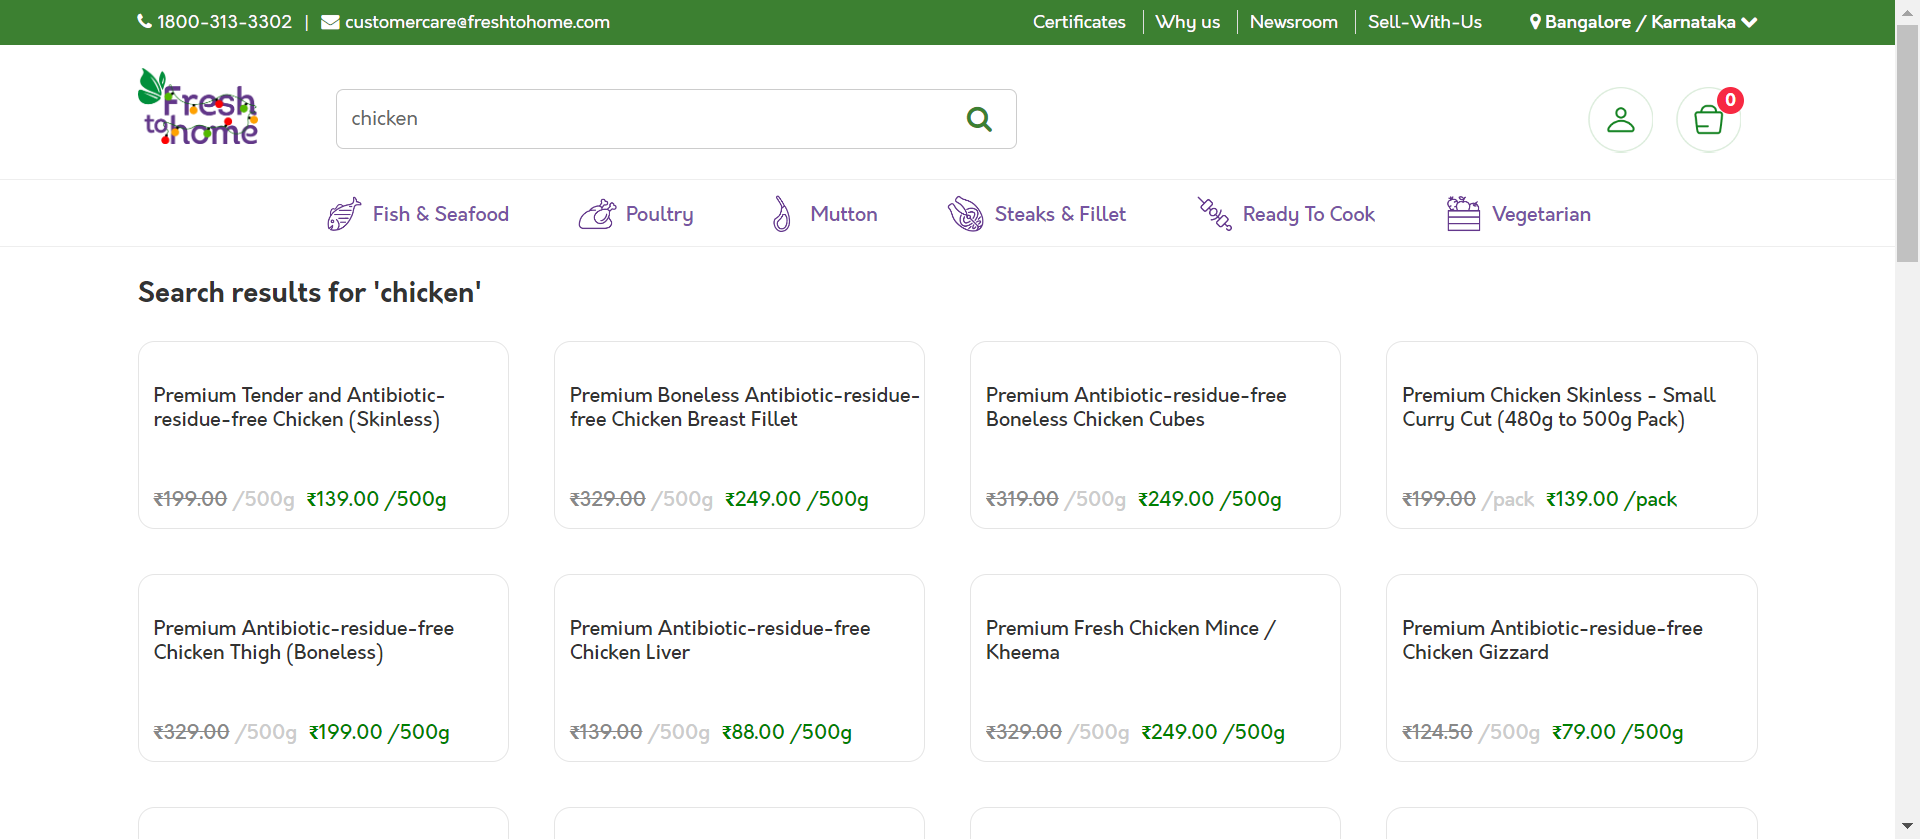 1800-313-3302 | customercare@freshtohome.com
Certificates Why us Newsroom Sell-With-Us Bangalore / Karnataka
Fresh
to home
chicken
0
Fish & Seafood Poultry Mutton Steaks & Fillet Ready To Cook Vegetarian
Search results for 'chicken'
Premium Tender and Antibiotic-
residue-free Chicken (Skinless)
₹199.00 /500g ₹139.00 /500g
Premium Boneless Antibiotic-residue-
free Chicken Breast Fillet
₹329.00 /500g ₹249.00 /500g
Premium Antibiotic-residue-free
Boneless Chicken Cubes
₹319.00 /500g ₹249.00 /500g
Premium Chicken Skinless - Small
Curry Cut (480g to 500g Pack)
₹199.00 /pack ₹139.00 /pack
Premium Antibiotic-residue-free
Chicken Thigh (Boneless)
₹329.00 /500g ₹199.00 /500g
Premium Antibiotic-residue-free
Chicken Liver
₹139.00 /500g ₹88.00 /500g
Premium Fresh Chicken Mince /
Kheema
₹329.00 /500g ₹249.00 /500g
Premium Antibiotic-residue-free
Chicken Gizzard
₹124.50 /500g ₹79.00 /500g